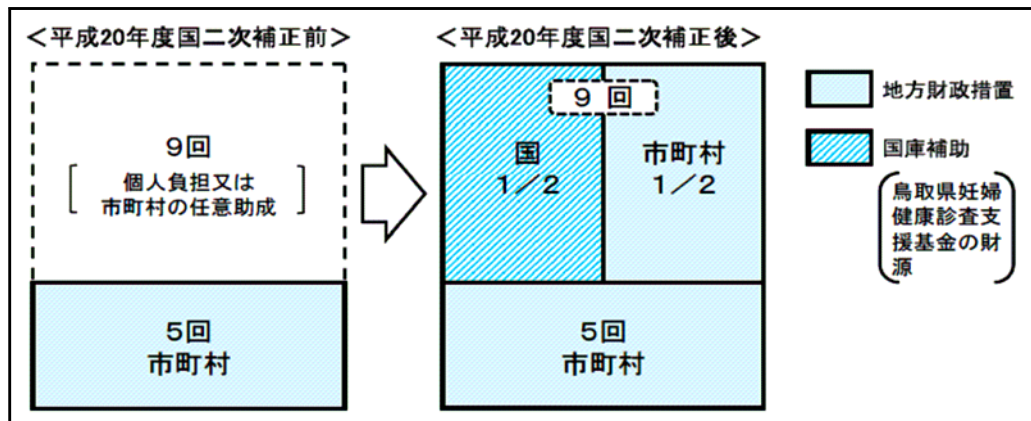 ＜平成20年度国二次補正前＞
9回
個人負担又は
市町村の任意助成
5回
市町村
＜平成20年度国二次補正後＞
9回
国
1／2
市町村
1／2
5回
市町村
地方財政措置
国庫補助
鳥取県妊婦
健康診査支
援基金の財
源